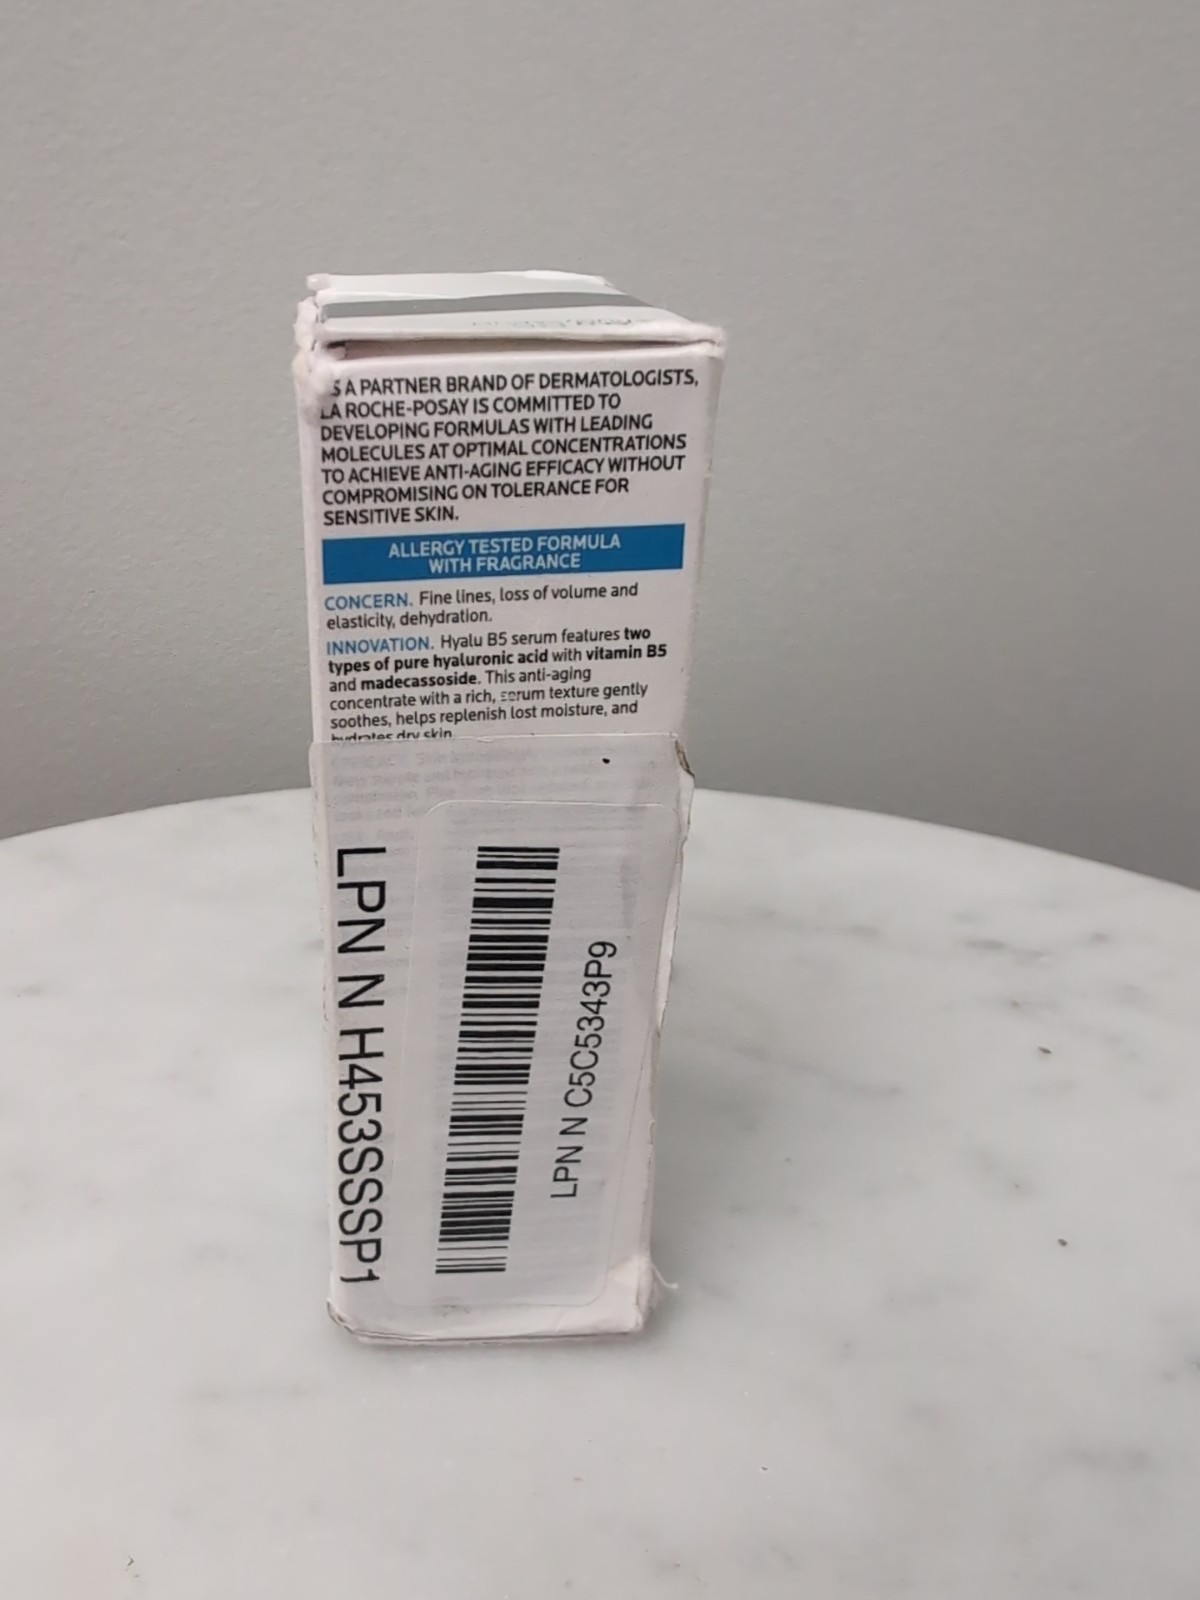 S A PARTNER BRAND OF DERMATOLOGISTS,
LA ROCHE-POSAY IS COMMITTED TO
DEVELOPING FORMULAS WITH LEADING
MOLECULES AT OPTIMAL CONCENTRATIONS
TO ACHIEVE ANTI-AGING EFFICACY WITHOUT
COMPROMISING ON TOLERANCE FOR
SENSITIVE SKIN.
ALLERGY TESTED FORMULA
WITH FRAGRANCE
CONCERN. Fine lines, loss of volume and
elasticity, dehydration.
INNOVATION. Hyalu B5 serum features two
types of pure hyaluronic acid with vitamin B5
and madecassoside. This anti-aging
concentrate with a rich, serum texture gently
soothes, helps replenish lost moisture, and
hydrates dry skin.
LPN N H453SSSP1
LPN N C5C5343P9